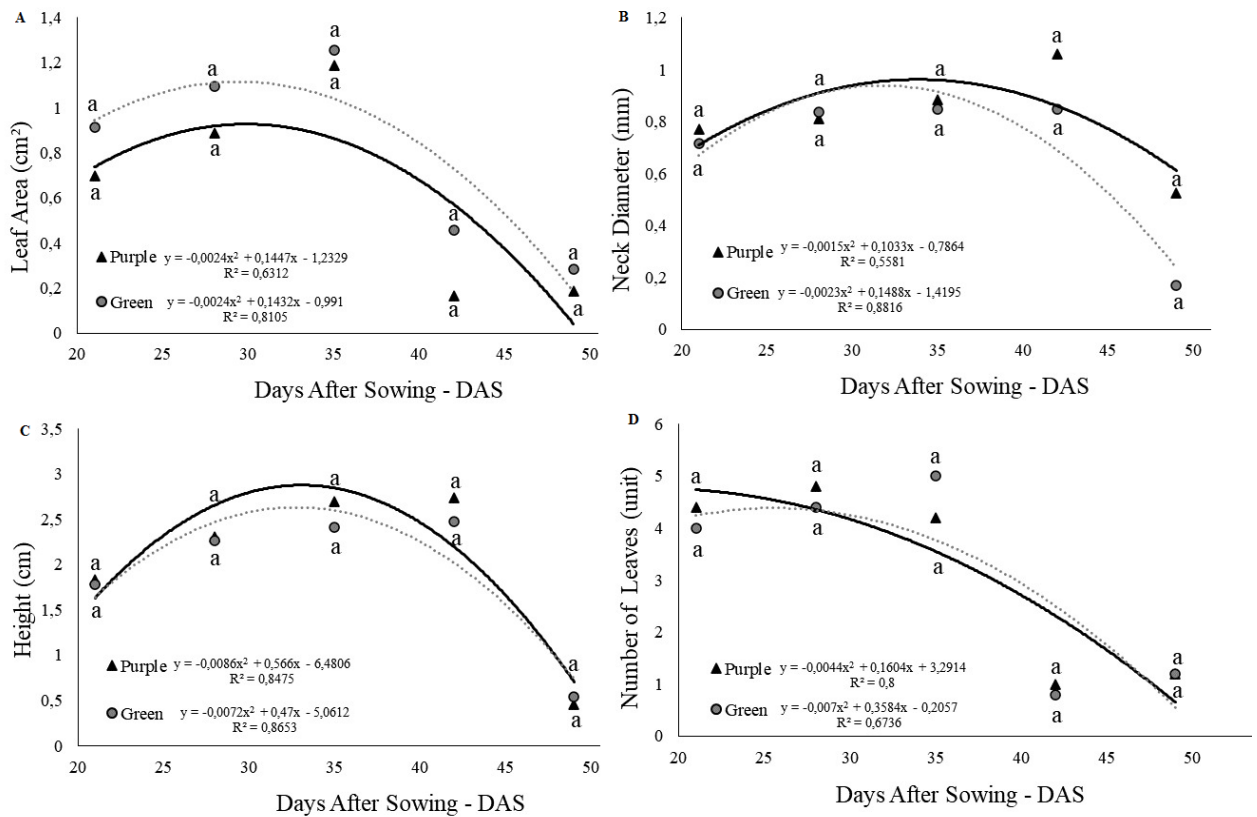 A
1,4
1,2
1
0,8
0,6
0,4
0,2
0
Leaf Area (cm²)
a
a
a
a
a
a
a
a
a
a
Purple y = -0,0024x² + 0,1447x - 1,2329
R² = 0,6312
Green y = -0,0024x² + 0,1432x - 0,991
R² = 0,8105
20 25 30 35 40 45 50
Days After Sowing - DAS
B
1,2
1
0,8
0,6
0,4
0,2
0
Neck Diameter (mm)
a
a
a
a
a
a
a
a
a
a
Purple y = -0,0015x² + 0,1033x - 0,7864
R² = 0,5581
Green y = -0,0023x² + 0,1488x - 1,4195
R² = 0,8816
20 25 30 35 40 45 50
Days After Sowing - DAS
C
3,5
3
2,5
2
1,5
1
0,5
0
Height (cm)
a
a
a
a
a
a
a
a
a
a
Purple y = -0,0086x² + 0,566x - 6,4806
R² = 0,8475
Green y = -0,0072x² + 0,47x - 5,0612
R² = 0,8653
20 25 30 35 40 45 50
Days After Sowing - DAS
D
6
5
4
3
2
1
0
Number of Leaves (unit)
a
a
a
a
a
a
a
a
a
a
Purple y = -0,0044x² + 0,1604x + 3,2914
R² = 0,8
Green y = -0,007x² + 0,3584x - 0,2057
R² = 0,6736
20 25 30 35 40 45 50
Days After Sowing - DAS